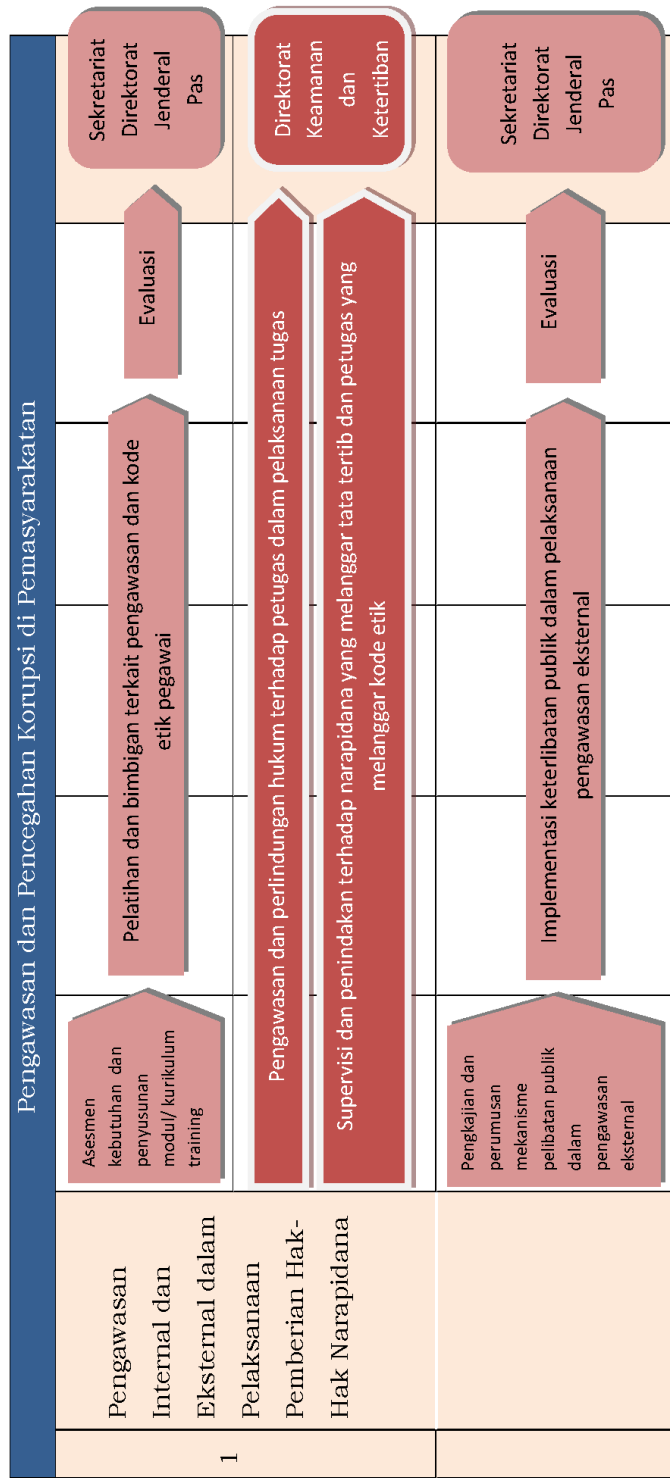 Pengawasan dan Pencegahan Korupsi di Pemasyarakatan
1
Pengawasan
Internal dan
Eksternal dalam
Pelaksanaan
Pemberian Hak-
Hak Narapidana
Asesmen
kebutuhan dan
penyusunan
modul/ kurikulum
training
Pelatihan dan bimbigan terkait pengawasan dan kode
etik pegawai
Evaluasi
Sekretariat
Direktorat
Jenderal
Pas
Pengawasan dan perlindungan hukum terhadap petugas dalam pelaksanaan tugas
Supervisi dan penindakan terhadap narapidana yang melanggar tata tertib dan petugas yang
melanggar kode etik
Direktorat
Keamanan
dan
Ketertiban
Pengkajian dan
perumusan
mekanisme
pelibatan publik
dalam
pengawasan
eksternal
Implementasi keterlibatan publik dalam pelaksanaan
pengawasan eksternal
Evaluasi
Sekretariat
Direktorat
Jenderal
Pas